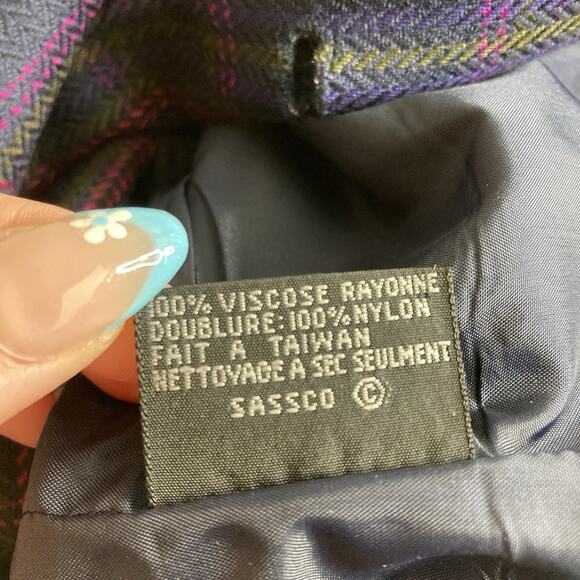 100% VISCOSE RAYONNE
DOUBLURE: 100% NYLON
FAIT A TAIWAN
NETTOYAGE A SEC SEULMENT
SASSCO ©